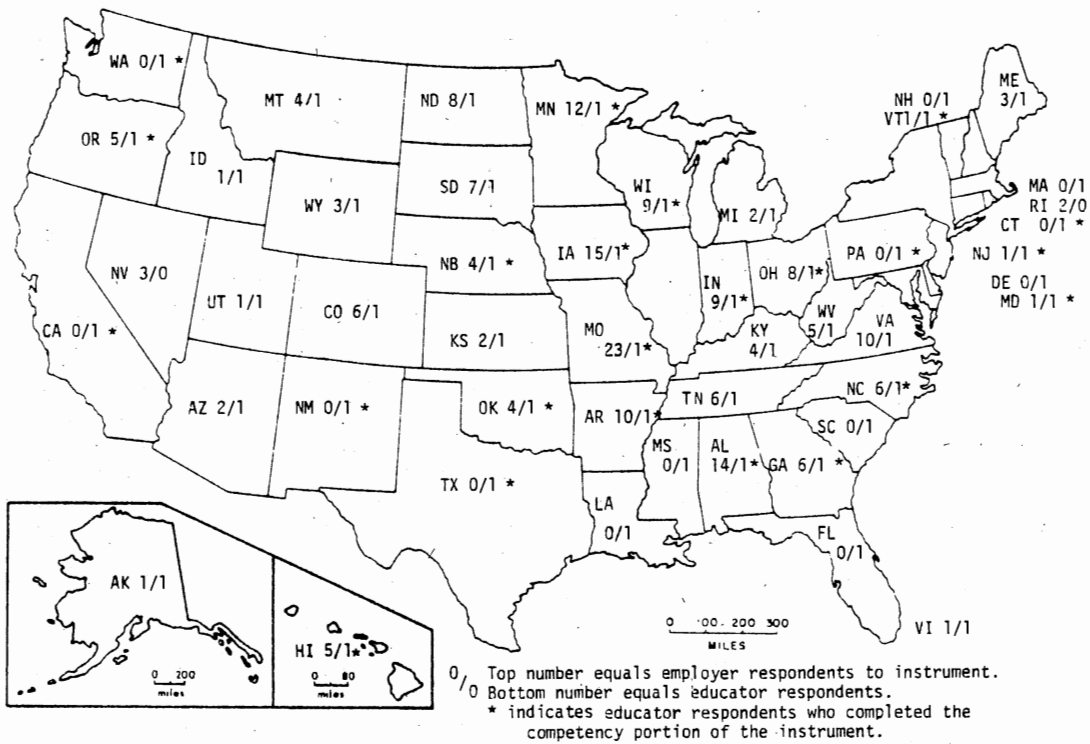 WA 0/1 *
MT 4/1
ND 8/1
MN 12/1 *
NH 0/1
VT1/1 *
ME
3/1
OR 5/1 *
ID
1/1
WY 3/1
SD 7/1
WI
9/1*
MI 2/1
MA 0/1
RI 2/0
CT 0/1 *
NV 3/0
NB 4/1 *
IA 15/1*
PA 0/1 *
NJ 1/1 *
DE 0/1
MD 1/1 *
CA 0/1 *
UT 1/1
CO 6/1
KS 2/1
MO
23/1*
IN
9/1*
OH 8/1*
KY
4/1
WV
5/1
VA
10/1
AZ 2/1
NM 0/1 *
OK 4/1 *
AR 10/1*
TN 6/1
NC 6/1*
SC 0/1
TX 0/1 *
LA
0/1
MS
0/1
AL
14/1*
GA 6/1 *
FL
0/1
AK 1/1
0 200
miles
HI 5/1*
0 80
miles
0 100 200 300
MILES
VI 1/1
0/0 Top number equals employer respondents to instrument.
Bottom number equals educator respondents.
* indicates educator respondents who completed the
competency portion of the instrument.